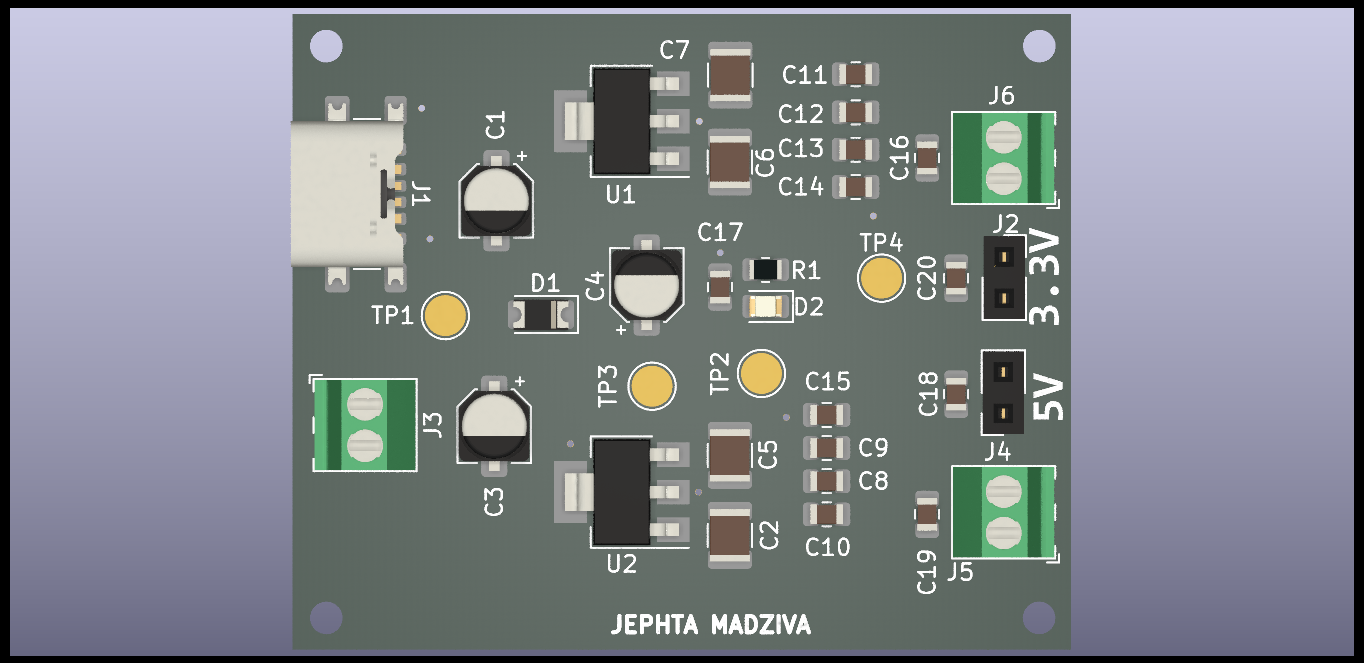 C7
C11
J6
C12
C1
+
C13
C6
C16
C14
J1
U1
J2
C17
TP4
3.3V
R1
C20
D1
C4
D2
TP1
+
TP3
TP2
C15
+
C18
5V
J3
C9
C5
J4
C8
C3
C2
C10
U2
C19
J5
JEPHTA MADZIVA